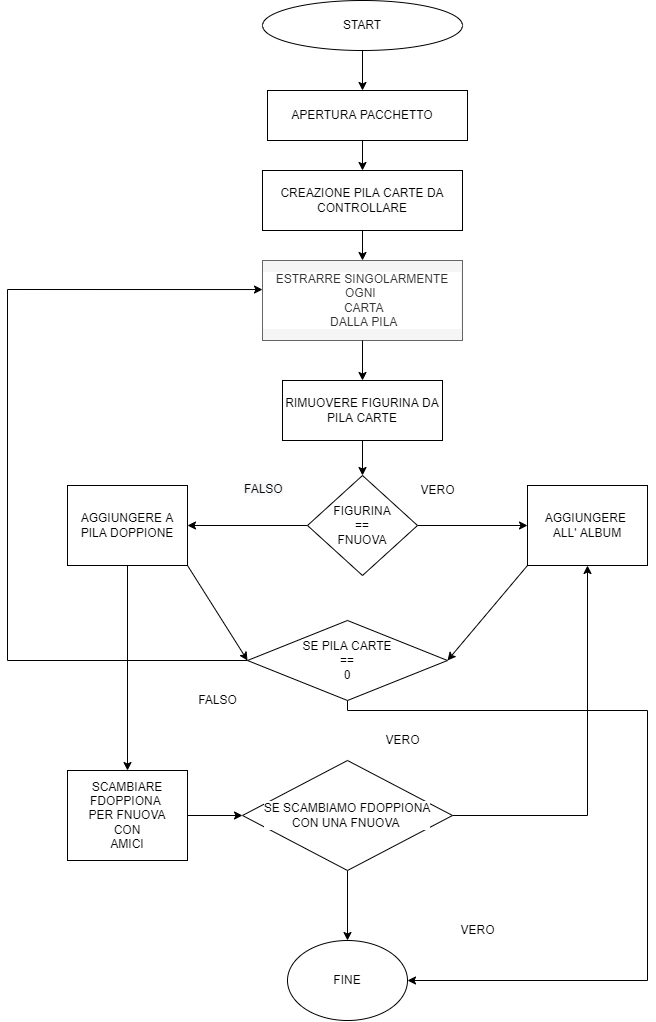 START
APERTURA PACCHETTO
CREAZIONE PILA CARTE DA
CONTROLLARE
ESTRARRE SINGOLARMENTE
OGNI
CARTA
DALLA PILA
RIMUOVERE FIGURINA DA
PILA CARTE
FALSO
VERO
AGGIUNGERE A
PILA DOPPIONE
FIGURINA
==
FNUOVA
AGGIUNGERE
ALL' ALBUM
SE PILA CARTE
==
0
FALSO
VERO
SCAMBIARE
FDOPPIONA
PER FNUOVA
CON
AMICI
SE SCAMBIAMO FDOPPIONA
CON UNA FNUOVA
VERO
FINE